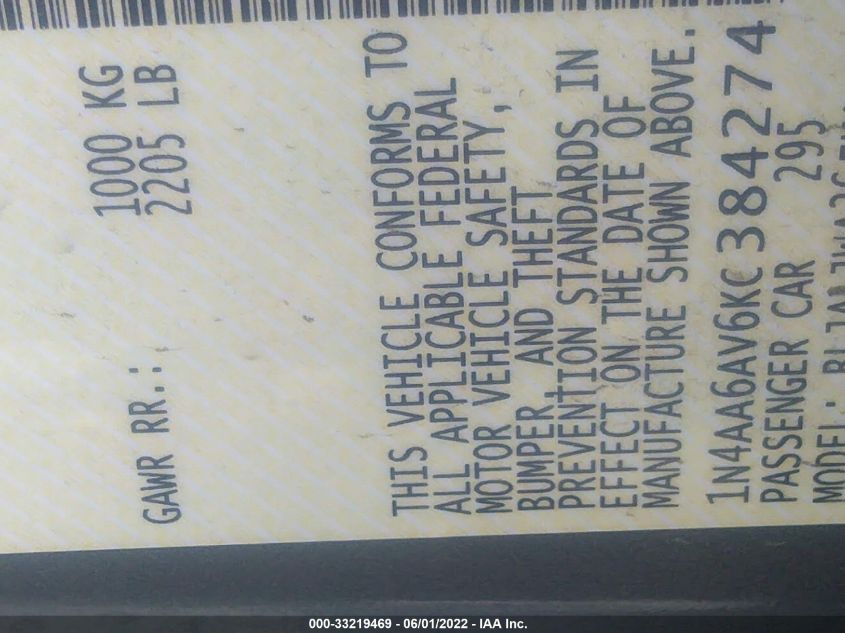 GAWR RR.: 1000 KG
2205 LB
THIS VEHICLE CONFORMS TO
ALL APPLICABLE FEDERAL
MOTOR VEHICLE SAFETY,
BUMPER, AND THEFT
PREVENTION STANDARDS IN
EFFECT ON THE DATE OF
MANUFACTURE SHOWN ABOVE.
1N4AA6AV6KC384274
PASSENGER CAR 295
MODEL:
000-33219469 - 06/01/2022 - IAA Inc.